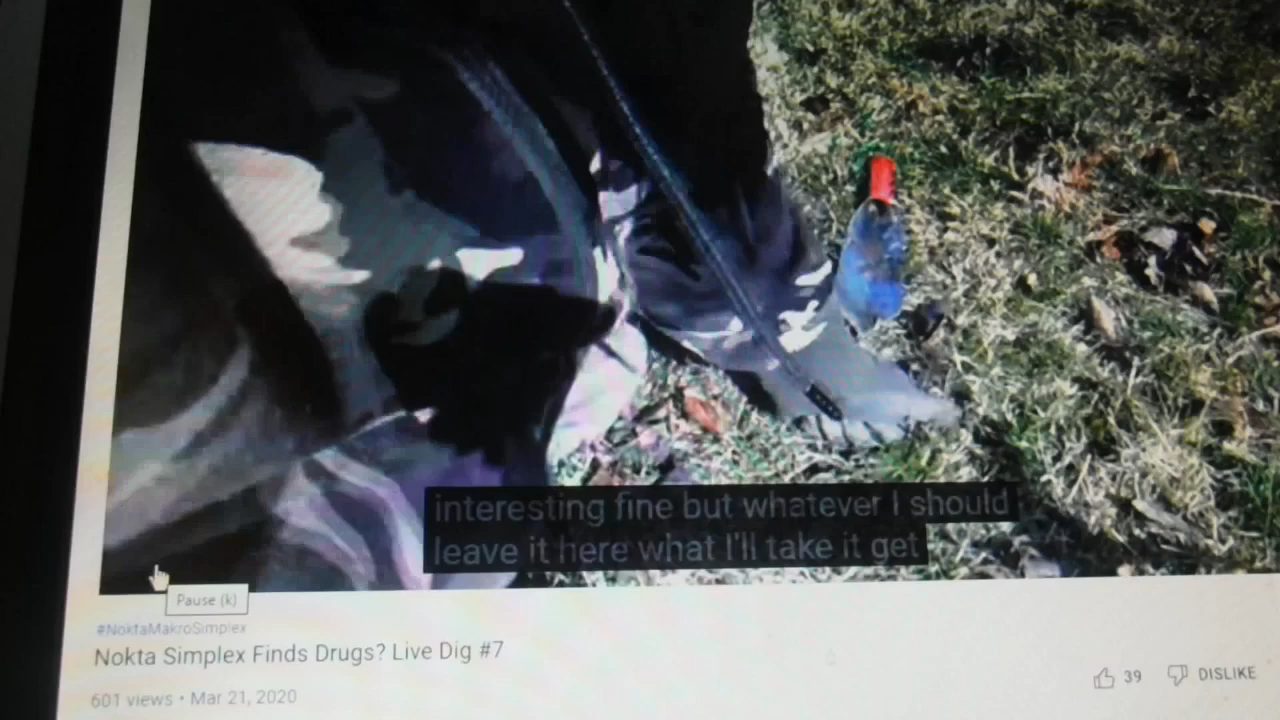 interesting fine but whatever I should
leave it here what I'll take it get
Pause (k)
#NoktaMakroSimplex
Nokta Simplex Finds Drugs? Live Dig #7
601 views • Mar 21, 2020
39
DISLIKE